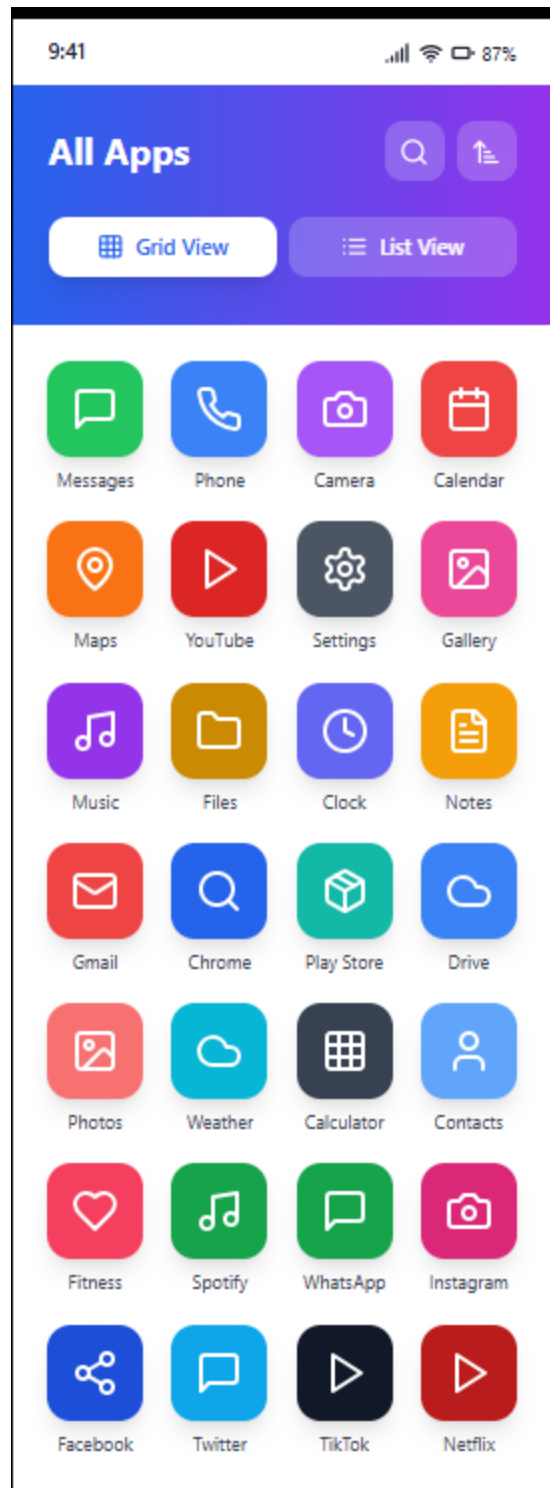 9:41 87%
All Apps
Grid View List View
Messages Phone Camera Calendar
Maps YouTube Settings Gallery
Music Files Clock Notes
Gmail Chrome Play Store Drive
Photos Weather Calculator Contacts
Fitness Spotify WhatsApp Instagram
Facebook Twitter TikTok Netflix